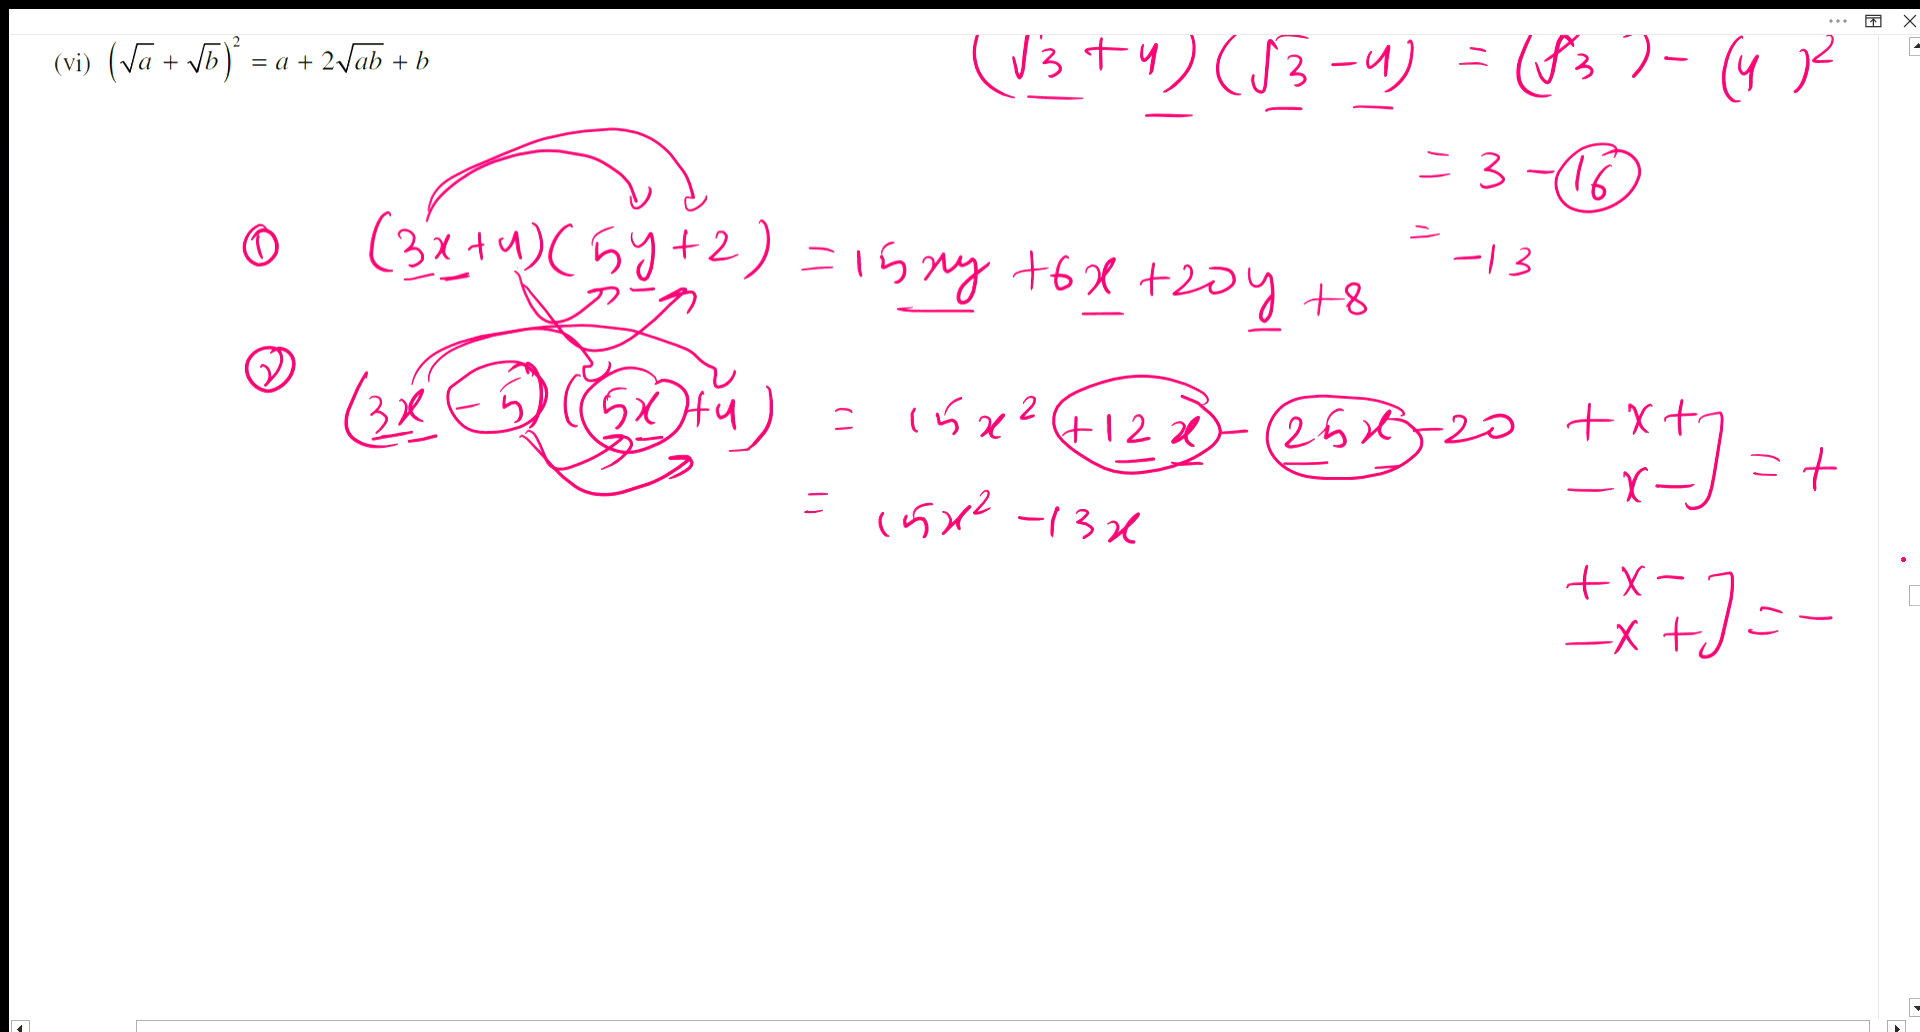 (vi) (√a + √b)² = a + 2√ab + b
(√3 + 4) (√3 - 4) = (√3 ) - (4 )²
= 3 - 16
= -13
① (3x+4)(5y+2) = 15xy +6x +20y +8
② (3x - 5)(5x+4) = 15x² +12x - 25x - 20
= 15x² - 13x
+ x +
- x - ] = +
+ x -
- x + ] = -